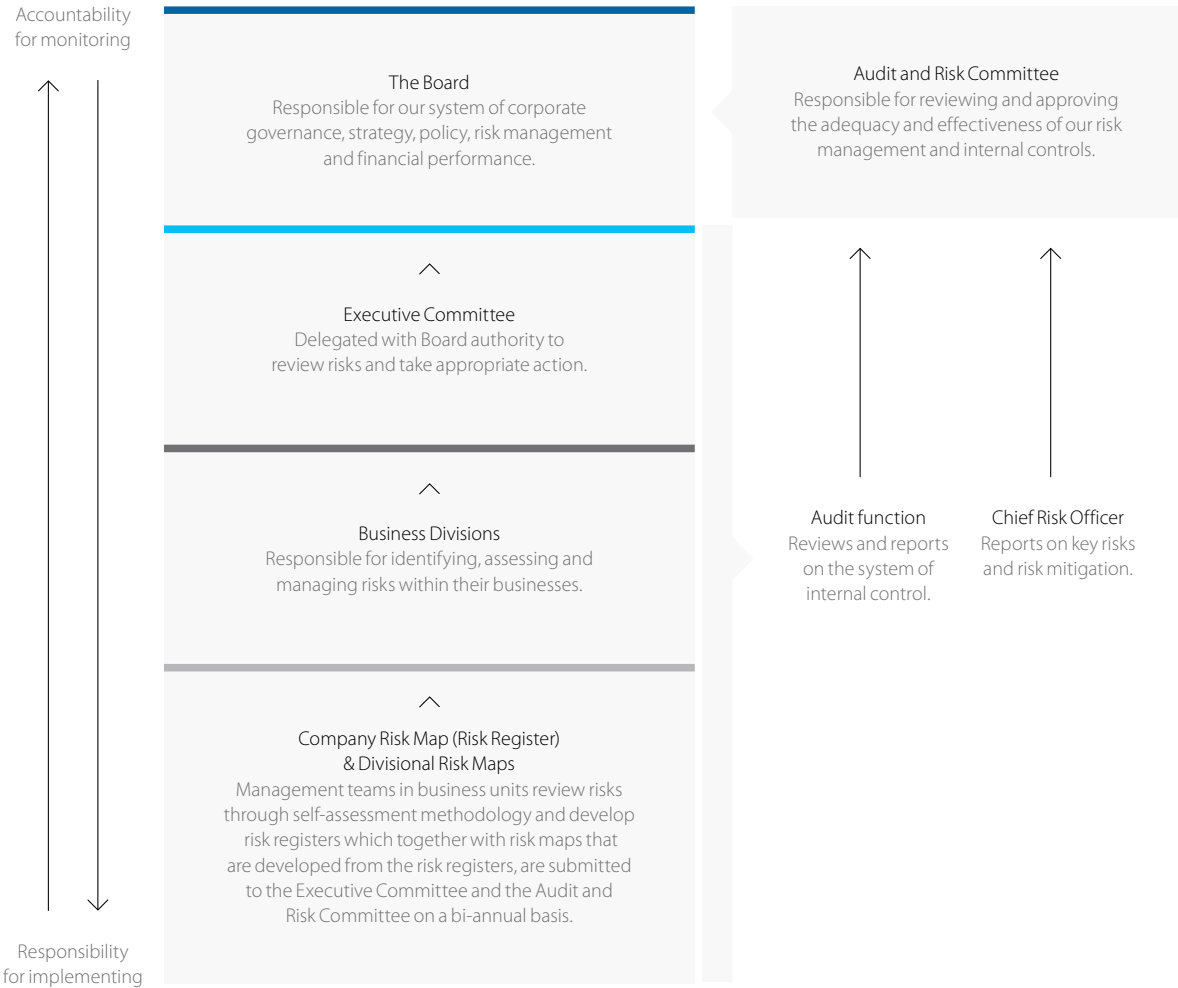 Accountability
for monitoring
The Board
Responsible for our system of corporate
governance, strategy, policy, risk management
and financial performance.
Audit and Risk Committee
Responsible for reviewing and approving
the adequacy and effectiveness of our risk
management and internal controls.
Executive Committee
Delegated with Board authority to
review risks and take appropriate action.
Business Divisions
Responsible for identifying, assessing and
managing risks within their businesses.
Audit function
Reviews and reports
on the system of
internal control.
Chief Risk Officer
Reports on key risks
and risk mitigation.
Company Risk Map (Risk Register)
& Divisional Risk Maps
Management teams in business units review risks
through self-assessment methodology and develop
risk registers which together with risk maps that
are developed from the risk registers, are submitted
to the Executive Committee and the Audit and
Risk Committee on a bi-annual basis.
Responsibility
for implementing